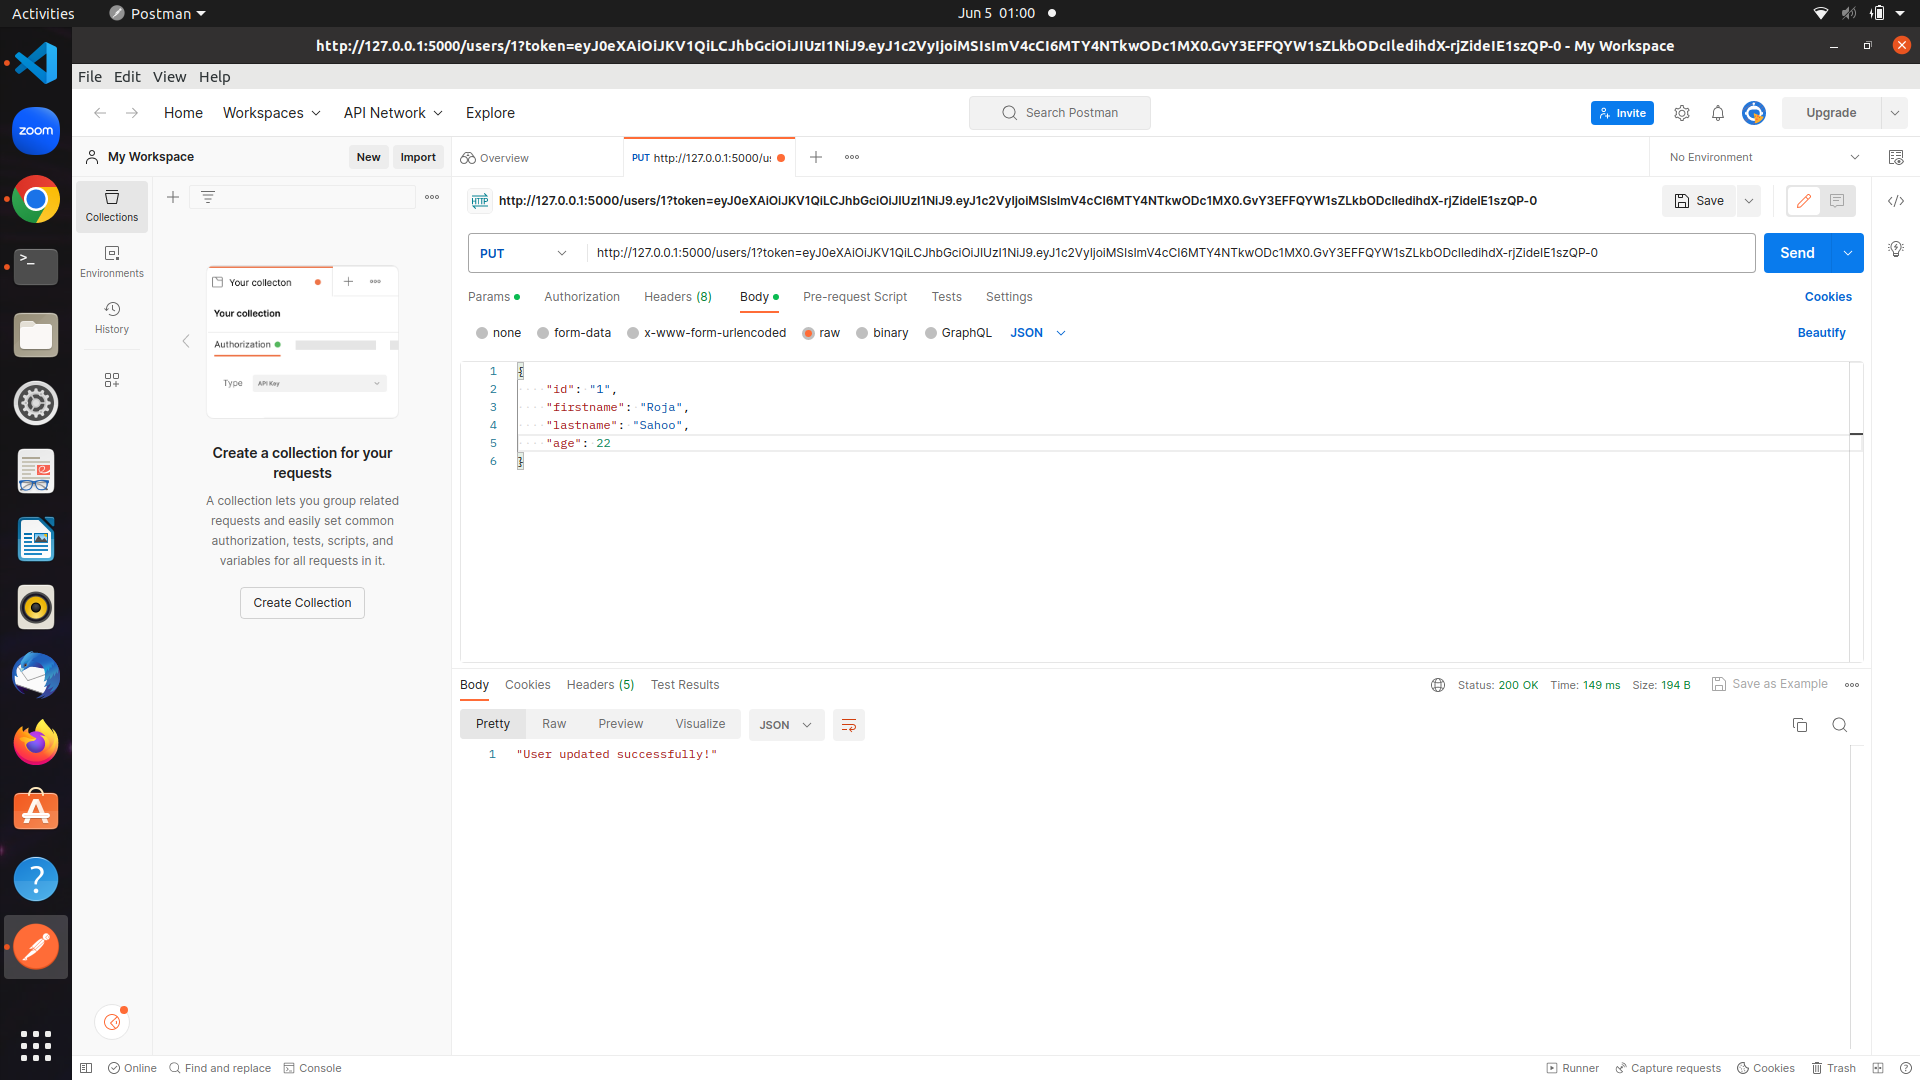 Activities
Postman
Jun 5 01:00
http://127.0.0.1:5000/users/1?token=eyJ0eXAiOiJKV1QiLCJhbGciOiJIUzI1NiJ9.eyJ1c2VyIjoiMSIsImV4cCI6MTY4NTkwODc1MX0.GvY3EFFQYW1sZLkbODcIledihdX-rjZideIE1szQP-0 - My Workspace
File Edit View Help
Home Workspaces API Network Explore
Search Postman
Invite
Upgrade
My Workspace
New
Import
Overview
PUT http://127.0.0.1:5000/us
No Environment
Collections
Environments
History
http://127.0.0.1:5000/users/1?token=eyJ0eXAiOiJKV1QiLCJhbGciOiJIUzI1NiJ9.eyJ1c2VyIjoiMSIsImV4cCI6MTY4NTkwODc1MX0.GvY3EFFQYW1sZLkbODcIledihdX-rjZideIE1szQP-0
HTTP
Save
PUT
http://127.0.0.1:5000/users/1?token=eyJ0eXAiOiJKV1QiLCJhbGciOiJIUzI1NiJ9.eyJ1c2VyIjoiMSIsImV4cCI6MTY4NTkwODc1MX0.GvY3EFFQYW1sZLkbODcIledihdX-rjZideIE1szQP-0
Send
Params Authorization Headers (8) Body Pre-request Script Tests Settings
Cookies
none form-data x-www-form-urlencoded raw binary GraphQL JSON
Beautify
1 {
2 "id": "1",
3 "firstname": "Roja",
4 "lastname": "Sahoo",
5 "age": 22
6 }
Your collecton
Your collection
Authorization
Type API Key
Create a collection for your
requests
A collection lets you group related
requests and easily set common
authorization, tests, scripts, and
variables for all requests in it.
Create Collection
Body Cookies Headers (5) Test Results
Status: 200 OK Time: 149 ms Size: 194 B
Save as Example
Pretty Raw Preview Visualize JSON
1 "User updated successfully!"
zoom
Online
Find and replace
Console
Runner
Capture requests
Cookies
Trash